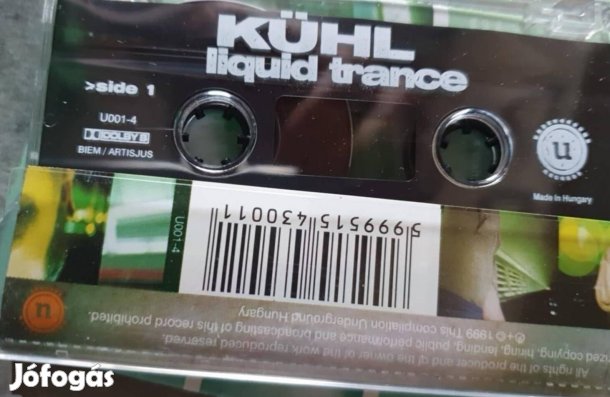 KÜHL
liquid trance
>side 1
U001-4
DOLBY B
BIEM / ARTISJUS
u
RECORDS
Made In Hungary
U001-4
5 999515 430011
u
All rights of the producer and of the owner of the work reproduced reserved.
copying, hiring, lending, public performance and broadcasting of this record prohibited.
℗+© 1999 This compilation Underground Hungary
Jófogás